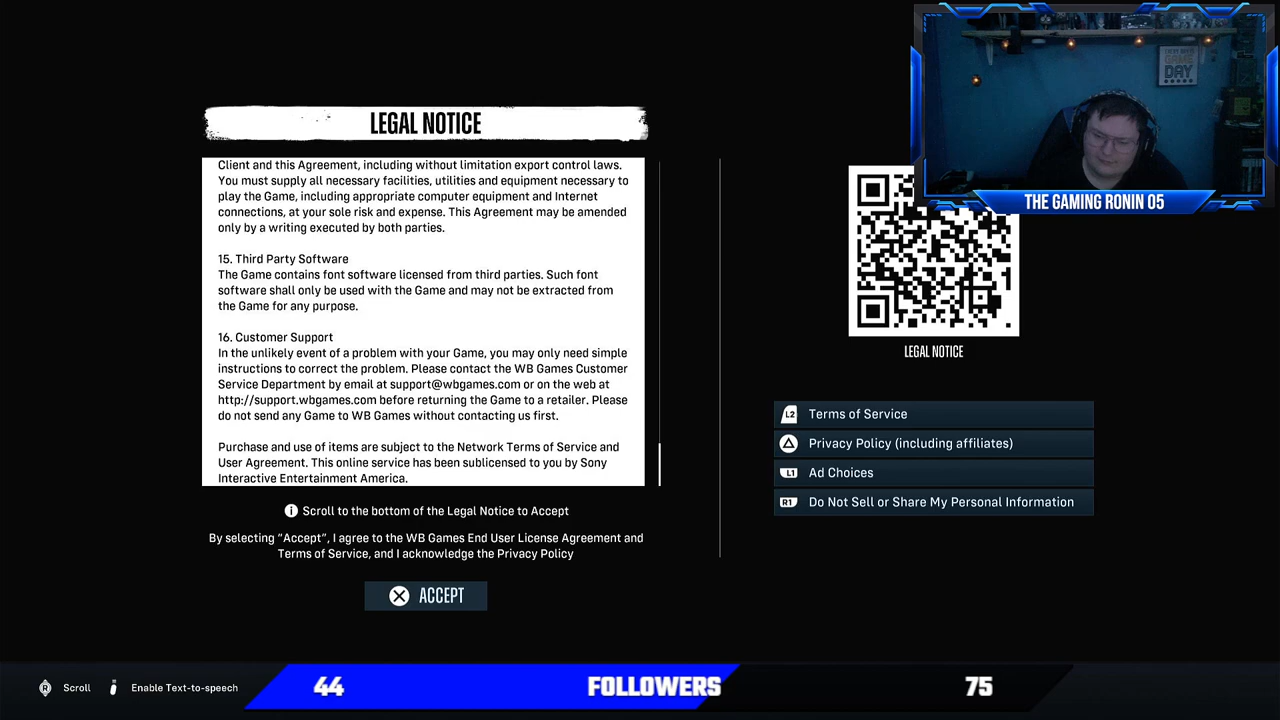 LEGAL NOTICE
Client and this Agreement, including without limitation export control laws.
You must supply all necessary facilities, utilities and equipment necessary to
play the Game, including appropriate computer equipment and Internet
connections, at your sole risk and expense. This Agreement may be amended
only by a writing executed by both parties.
15. Third Party Software
The Game contains font software licensed from third parties. Such font
software shall only be used with the Game and may not be extracted from
the Game for any purpose.
16. Customer Support
In the unlikely event of a problem with your Game, you may only need simple
instructions to correct the problem. Please contact the WB Games Customer
Service Department by email at support@wbgames.com or on the web at
http://support.wbgames.com before returning the Game to a retailer. Please
do not send any Game to WB Games without contacting us first.
Purchase and use of items are subject to the Network Terms of Service and
User Agreement. This online service has been sublicensed to you by Sony
Interactive Entertainment America.
Scroll to the bottom of the Legal Notice to Accept
By selecting “Accept”, I agree to the WB Games End User License Agreement and
Terms of Service, and I acknowledge the Privacy Policy
ACCEPT
GAME
DAY
THE GAMING RONIN 05
LEGAL NOTICE
L2 Terms of Service
Privacy Policy (including affiliates)
L1 Ad Choices
R1 Do Not Sell or Share My Personal Information
R Scroll
Enable Text-to-speech
44 FOLLOWERS 75